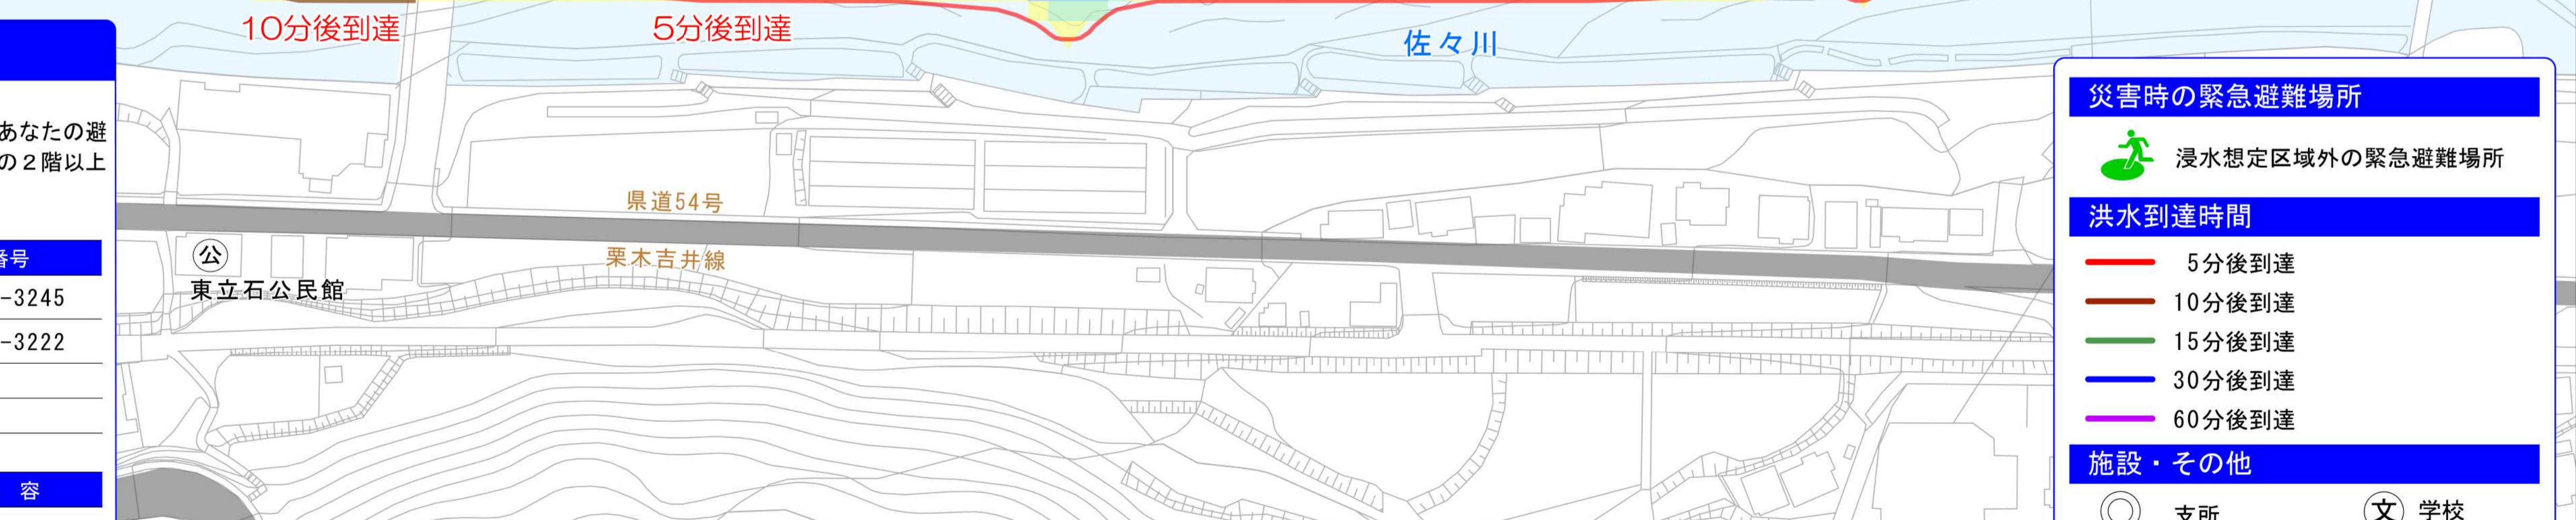 10分後到達
5分後到達
佐々川
あなたの避
の2階以上
番号
-3245
-3222
容
県道54号
栗木吉井線
公
東立石公民館
災害時の緊急避難場所
浸水想定区域外の緊急避難場所
洪水到達時間
5分後到達
10分後到達
15分後到達
30分後到達
60分後到達
施設・その他
支所
文 学校